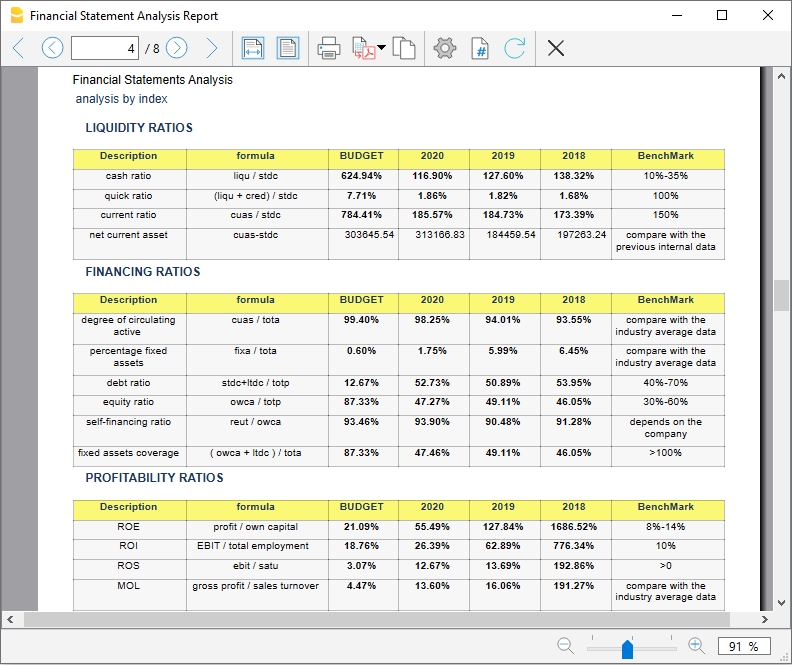 Financial Statement Analysis Report
4 / 8
#
Financial Statements Analysis
analysis by index
LIQUIDITY RATIOS
Description formula BUDGET 2020 2019 2018 BenchMark
cash ratio liqu / stdc 624.94% 116.90% 127.60% 138.32% 10%-35%
quick ratio (liqu + cred) / stdc 7.71% 1.86% 1.82% 1.68% 100%
current ratio cuas / stdc 784.41% 185.57% 184.73% 173.39% 150%
net current asset cuas-stdc 303645.54 313166.83 184459.54 197263.24 compare with the
previous internal data
FINANCING RATIOS
Description formula BUDGET 2020 2019 2018 BenchMark
degree of circulating cuas / tota 99.40% 98.25% 94.01% 93.55% compare with the
active industry average data
percentage fixed fixa / tota 0.60% 1.75% 5.99% 6.45% compare with the
assets industry average data
debt ratio stdc+ltdc / totp 12.67% 52.73% 50.89% 53.95% 40%-70%
equity ratio owca / totp 87.33% 47.27% 49.11% 46.05% 30%-60%
self-financing ratio reut / owca 93.46% 93.90% 90.48% 91.28% depends on the
company
fixed assets coverage ( owca + ltdc ) / tota 87.33% 47.46% 49.11% 46.05% >100%
PROFITABILITY RATIOS
Description formula BUDGET 2020 2019 2018 BenchMark
ROE profit / own capital 21.09% 55.49% 127.84% 1686.52% 8%-14%
ROI EBIT / total employment 18.76% 26.39% 62.89% 776.34% 10%
ROS ebit / satu 3.07% 12.67% 13.69% 192.86% >0
MOL gross profit / sales turnover 4.47% 13.60% 16.06% 191.27% compare with the
industry average data
91 %